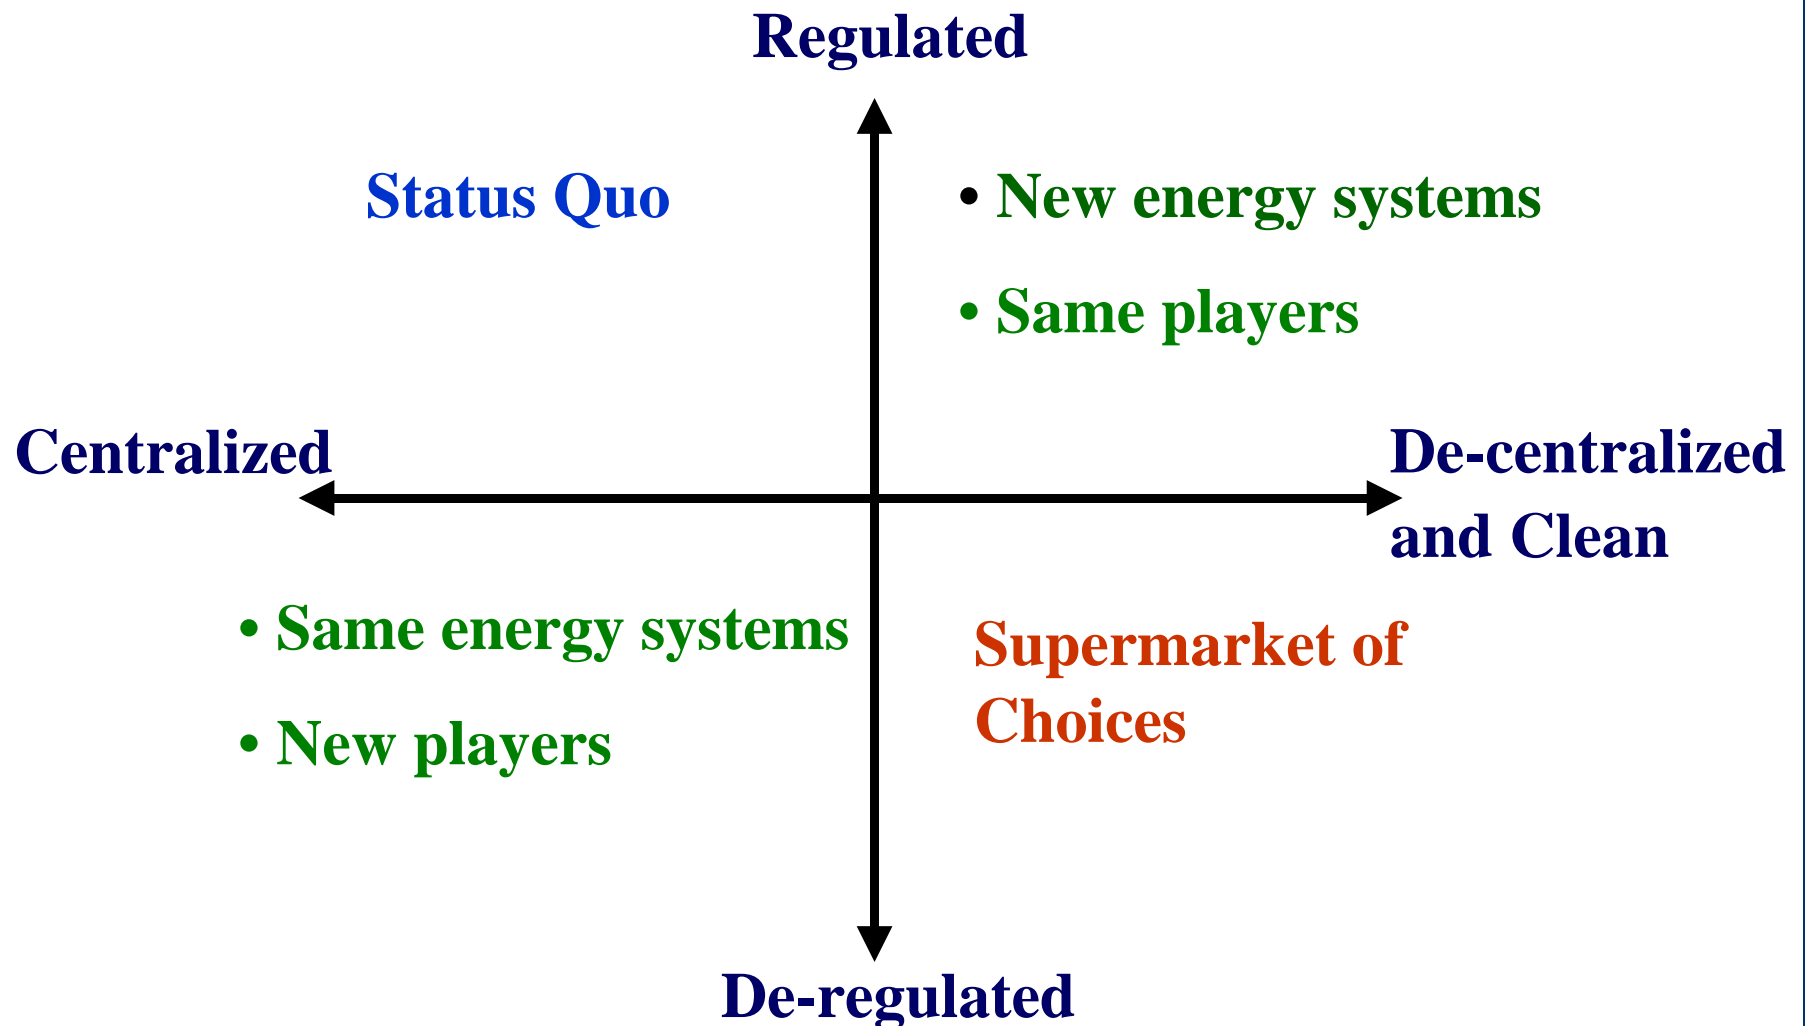 Regulated
Status Quo
• New energy systems
• Same players
Centralized
De-centralized
and Clean
• Same energy systems
• New players
Supermarket of
Choices
De-regulated